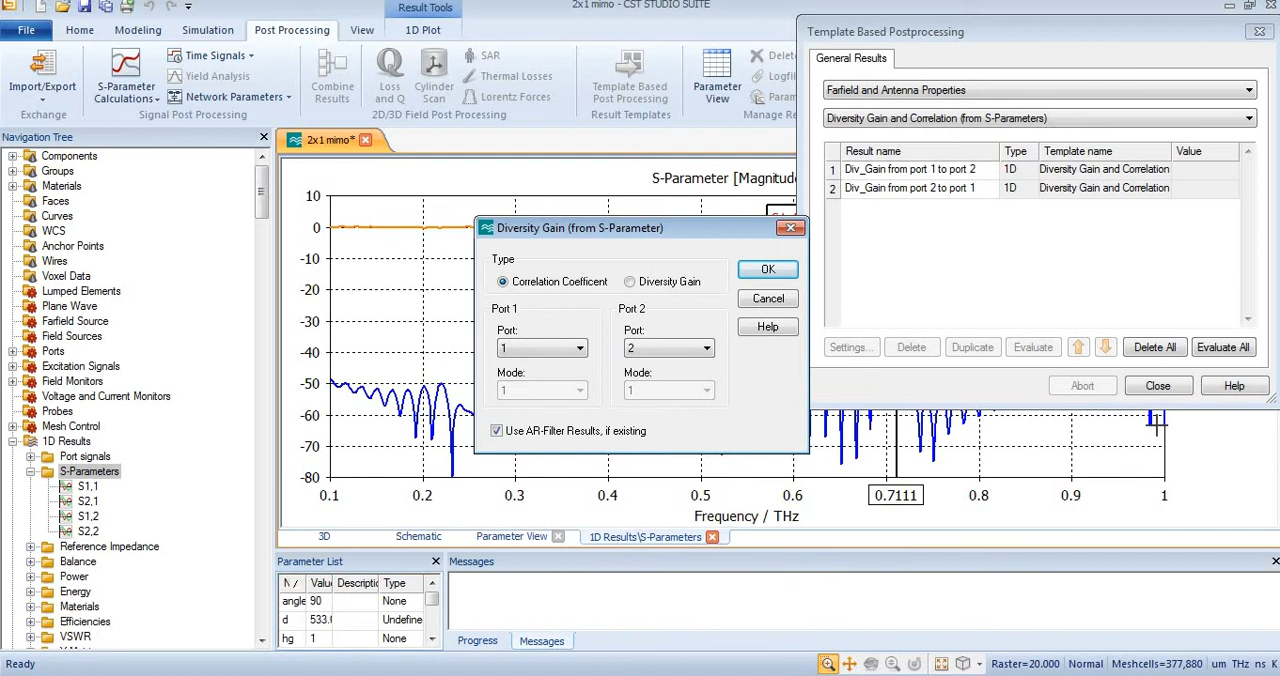 2x1 mimo - CST STUDIO SUITE
Result Tools
File
Home
Modeling
Simulation
Post Processing
View
1D Plot
Import/Export
Exchange
S-Parameter
Calculations
Time Signals
Yield Analysis
Network Parameters
Signal Post Processing
Combine
Results
Loss
and Q
Cylinder
Scan
SAR
Thermal Losses
Lorentz Forces
2D/3D Field Post Processing
Template Based
Post Processing
Result Templates
Parameter
View
Delete
Logfil
Param
Manage Re
Template Based Postprocessing
General Results
Farfield and Antenna Properties
Diversity Gain and Correlation (from S-Parameters)
Result name
Type
Template name
Value
1
Div_Gain from port 1 to port 2
1D
Diversity Gain and Correlation
2
Div_Gain from port 2 to port 1
1D
Diversity Gain and Correlation
Settings...
Delete
Duplicate
Evaluate
Delete All
Evaluate All
Abort
Close
Help
Navigation Tree
Components
Groups
Materials
Faces
Curves
WCS
Anchor Points
Wires
Voxel Data
Lumped Elements
Plane Wave
Farfield Source
Field Sources
Ports
Excitation Signals
Field Monitors
Voltage and Current Monitors
Probes
Mesh Control
1D Results
Port signals
S-Parameters
S1,1
S2,1
S1,2
S2,2
Reference Impedance
Balance
Power
Energy
Materials
Efficiencies
VSWR
2x1 mimo*
S-Parameter [Magnitude
10
0
-10
-20
-30
-40
-50
-60
-70
-80
0.1
0.2
0.3
0.4
0.5
0.6
0.7111
0.8
0.9
1
Frequency / THz
Diversity Gain (from S-Parameter)
Type
Correlation Coefficent
Diversity Gain
Port 1
Port:
1
Mode:
1
Port 2
Port:
2
Mode:
1
Use AR-Filter Results, if existing
OK
Cancel
Help
3D
Schematic
Parameter View
1D Results\S-Parameters
Parameter List
N
Value
Descriptic
Type
angle
90
None
d
533.
Undefine
hg
1
None
Messages
Progress
Messages
Ready
Raster=20.000
Normal
Meshcells=377,880
um THz ns K